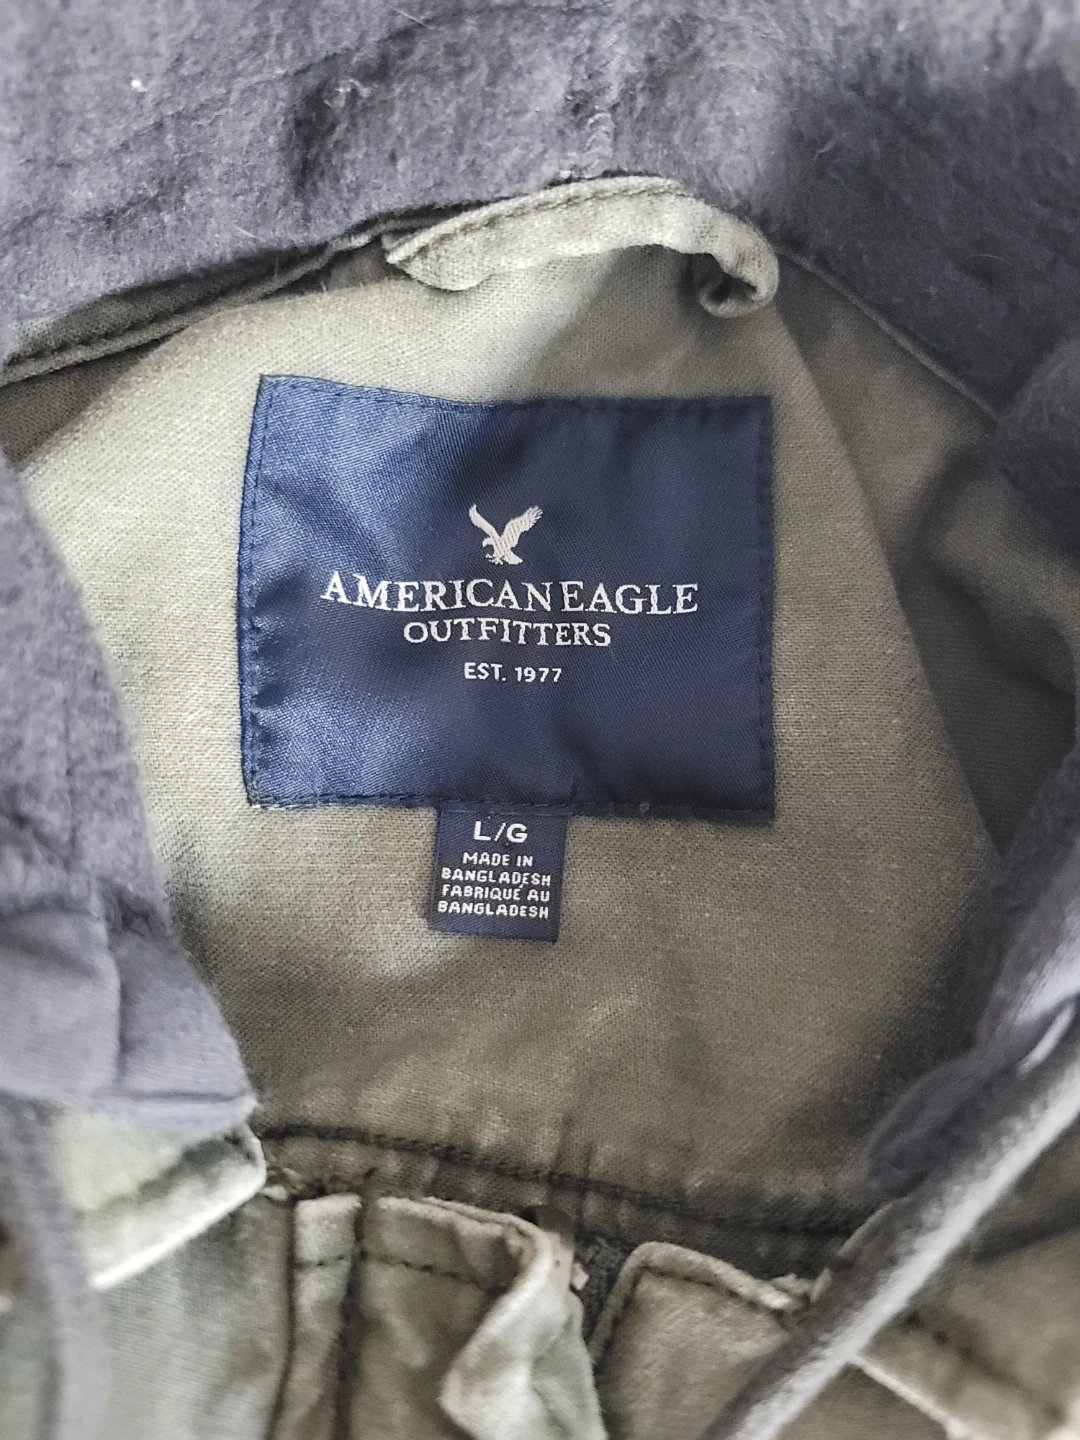 AMERICAN EAGLE
OUTFITTERS
EST. 1977
L/G
MADE IN
BANGLADESH
FABRIQUÉ AU
BANGLADESH